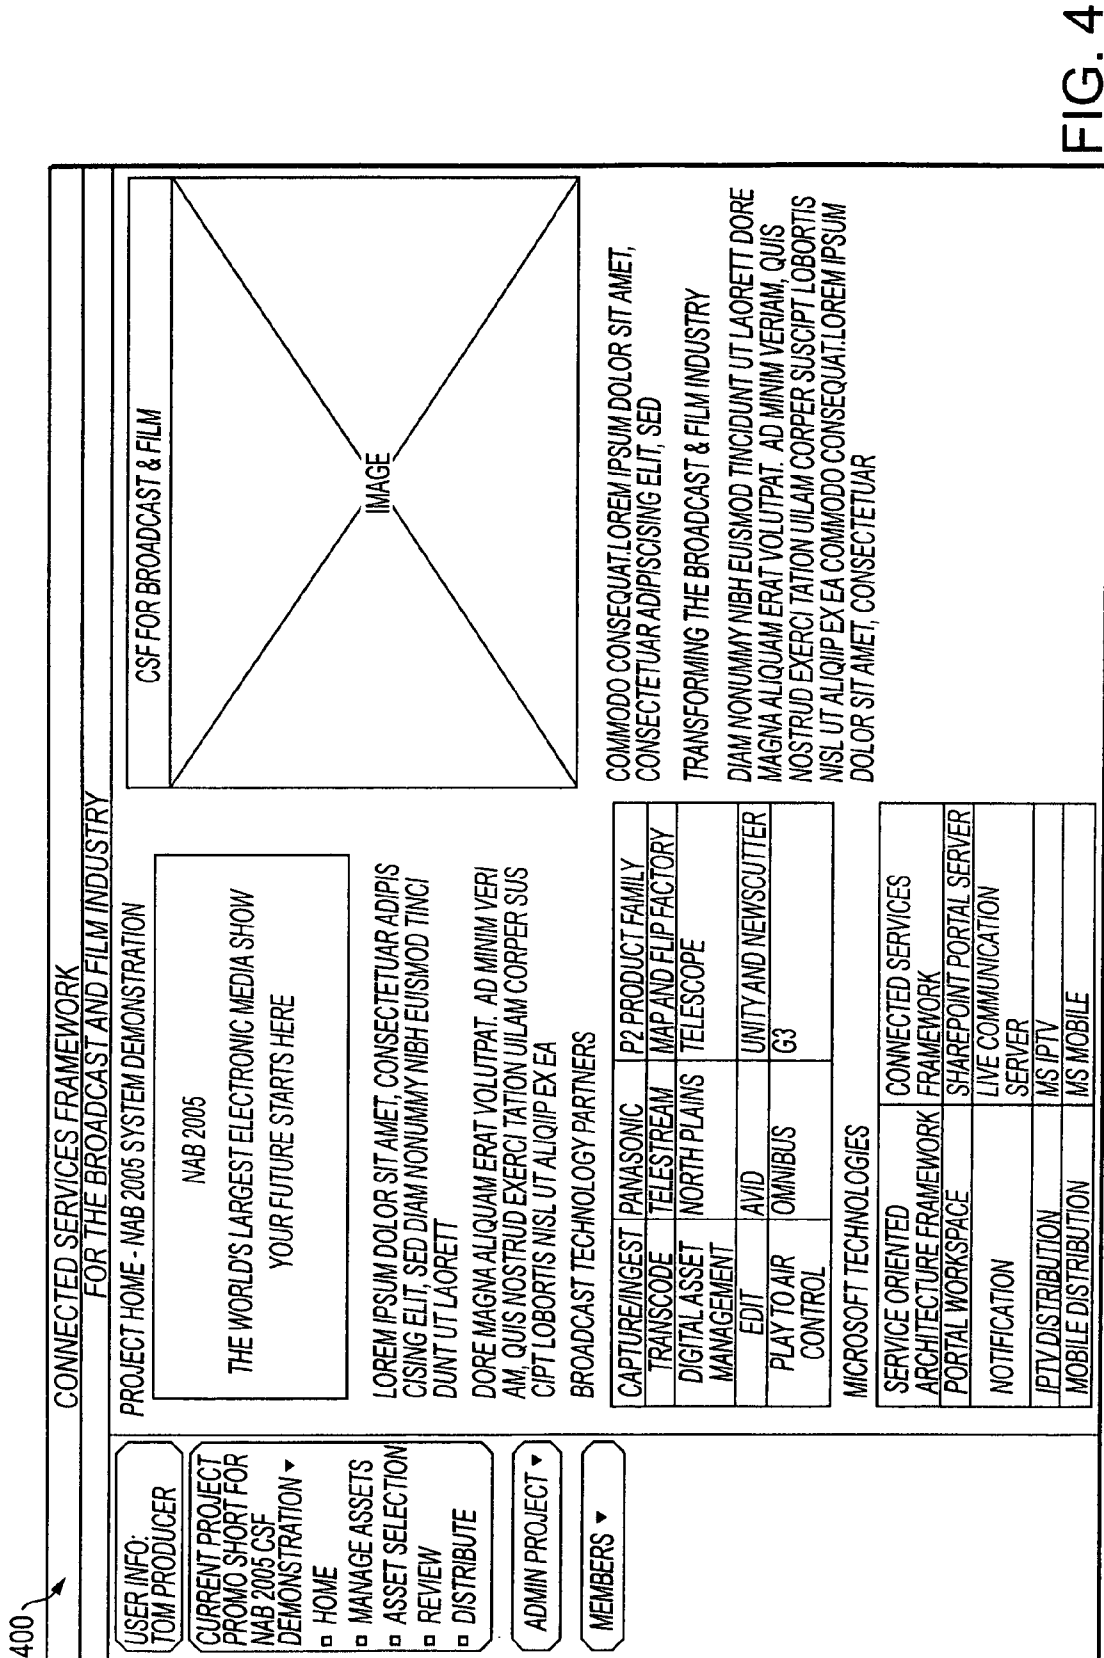 400
CONNECTED SERVICES FRAMEWORK
FOR THE BROADCAST AND FILM INDUSTRY
USER INFO:
TOM PRODUCER
CURRENT PROJECT
PROMO SHORT FOR
NAB 2005 CSF
DEMONSTRATION ▾
HOME
MANAGE ASSETS
ASSET SELECTION
REVIEW
DISTRIBUTE
ADMIN PROJECT ▾
MEMBERS ▾
PROJECT HOME - NAB 2005 SYSTEM DEMONSTRATION
NAB 2005
THE WORLD'S LARGEST ELECTRONIC MEDIA SHOW
YOUR FUTURE STARTS HERE
LOREM IPSUM DOLOR SIT AMET, CONSECTETUAR ADIPIS
CISING ELIT, SED DIAM NONUMMY NIBH EUISMOD TINCI
DUNT UT LAORETT
DORE MAGNA ALIQUAM ERAT VOLUTPAT. AD MINIM VERI
AM, QUIS NOSTRUD EXERCI TATION UILAM CORPER SUS
CIPT LOBORTIS NISL UT ALIQIP EX EA
BROADCAST TECHNOLOGY PARTNERS
CAPTURE/INGEST PANASONIC P2 PRODUCT FAMILY
TRANSCODE TELESTREAM MAP AND FLIP FACTORY
DIGITAL ASSET NORTH PLAINS TELESCOPE
MANAGEMENT
EDIT AVID UNITY AND NEWSCUTTER
PLAY TO AIR OMNIBUS G3
CONTROL
MICROSOFT TECHNOLOGIES
SERVICE ORIENTED CONNECTED SERVICES
ARCHITECTURE FRAMEWORK FRAMEWORK
PORTAL WORKSPACE SHAREPOINT PORTAL SERVER
NOTIFICATION LIVE COMMUNICATION
SERVER
IPTV DISTRIBUTION MS IPTV
MOBILE DISTRIBUTION MS MOBILE
CSF FOR BROADCAST & FILM
IMAGE
COMMODO CONSEQUAT.LOREM IPSUM DOLOR SIT AMET,
CONSECTETUAR ADIPISCISING ELIT, SED
TRANSFORMING THE BROADCAST & FILM INDUSTRY
DIAM NONUMMY NIBH EUISMOD TINCIDUNT UT LAORETT DORE
MAGNA ALIQUAM ERAT VOLUTPAT. AD MINIM VERIAM, QUIS
NOSTRUD EXERCI TATION UILAM CORPER SUSCIPT LOBORTIS
NISL UT ALIQIIP EX EA COMMODO CONSEQUAT.LOREM IPSUM
DOLOR SIT AMET, CONSECTETUAR
FIG. 4